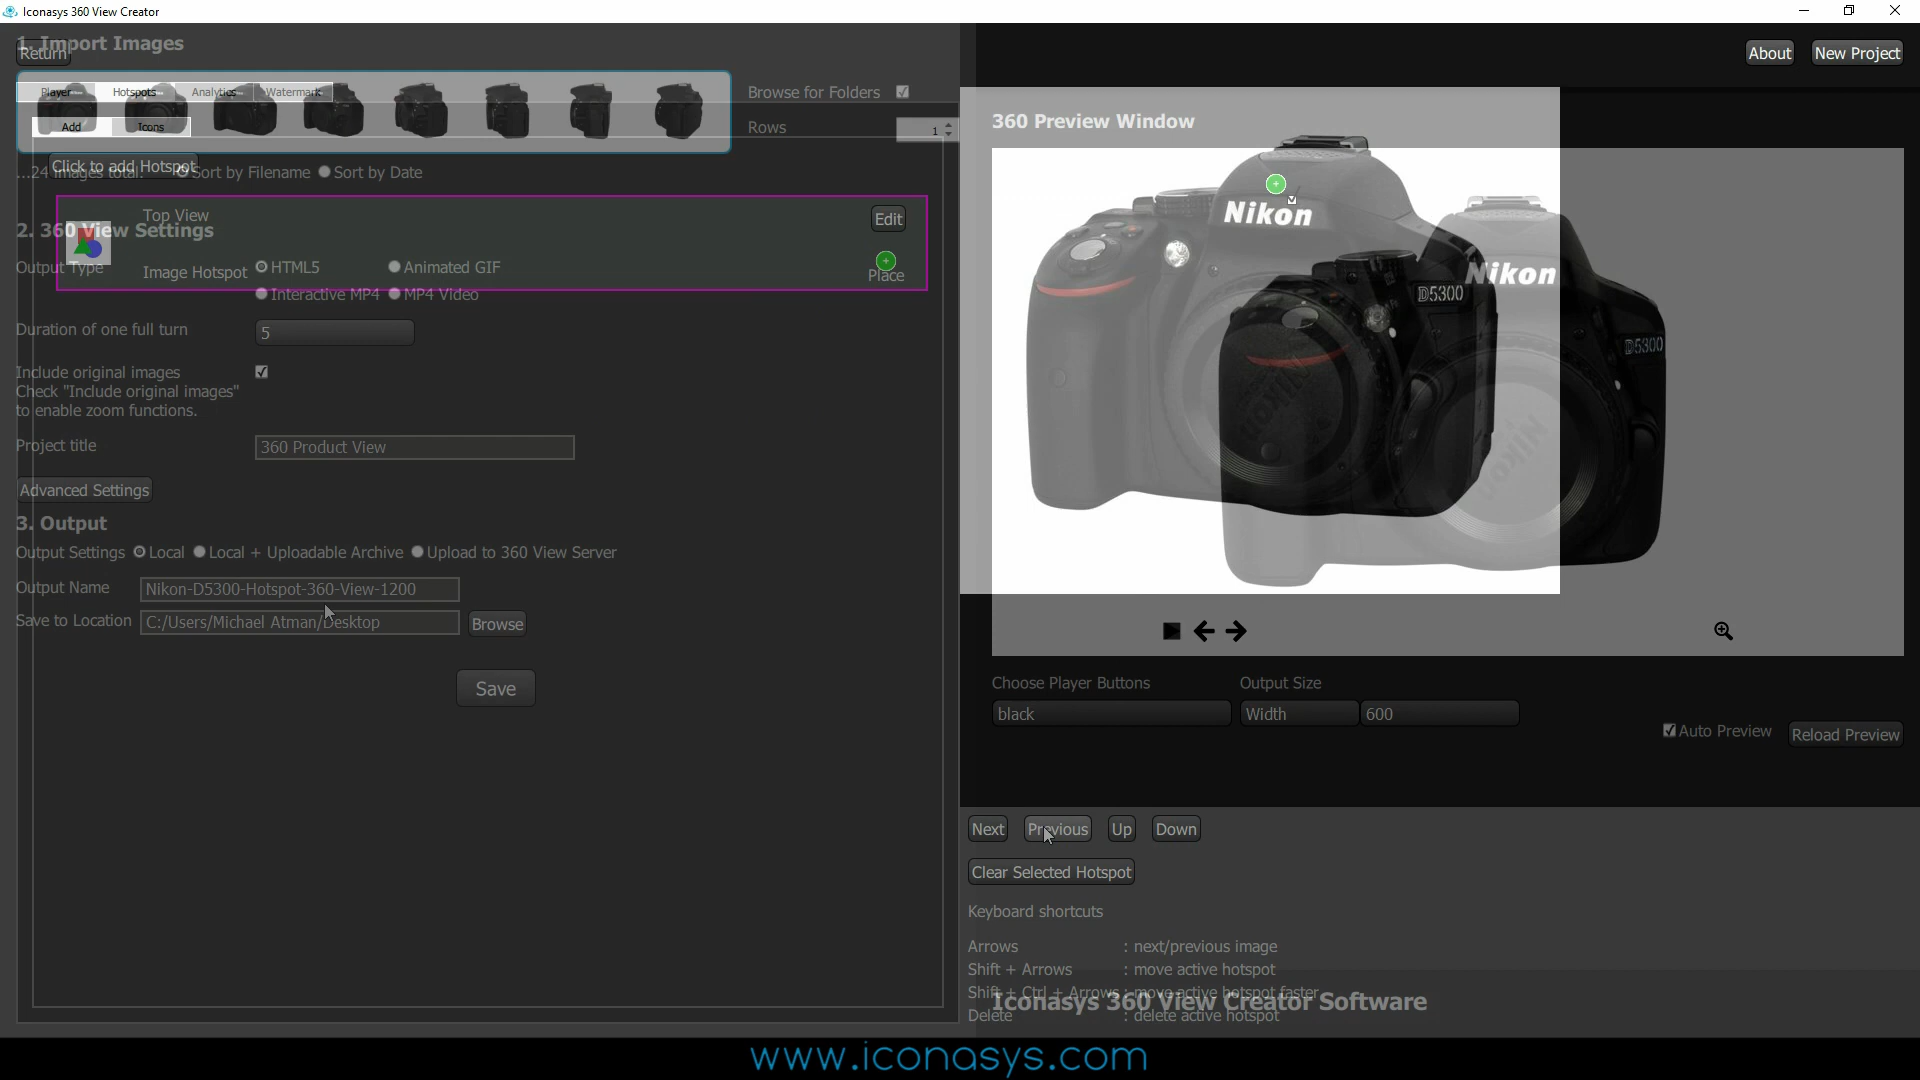 Iconasys 360 View Creator
1. Import Images
Return
About
New Project
Player
Hotspots
Analytics
Watermark
Browse for Folders
Add
Icons
Rows
1
360 Preview Window
Click to add Hotspot
...24 images total.
Sort by Filename
Sort by Date
Top View
Edit
2. 360 View Settings
Output Type
HTML5
Animated GIF
Image Hotspot
Place
Interactive MP4
MP4 Video
Nikon
Nikon
D5300
D5300
Duration of one full turn
5
Include original images
Check "Include original images"
to enable zoom functions.
Project title
360 Product View
Advanced Settings
3. Output
Output Settings
Local
Local + Uploadable Archive
Upload to 360 View Server
Output Name
Nikon-D5300-Hotspot-360-View-1200
Save to Location
C:/Users/Michael Atman/Desktop
Browse
Save
Choose Player Buttons
Output Size
black
Width
600
Auto Preview
Reload Preview
Next
Previous
Up
Down
Clear Selected Hotspot
Keyboard shortcuts
Arrows : next/previous image
Shift + Arrows : move active hotspot
Shift + Ctrl + Arrows : move active hotspot faster
Iconasys 360 View Creator Software
Delete : delete active hotspot
www.iconasys.com